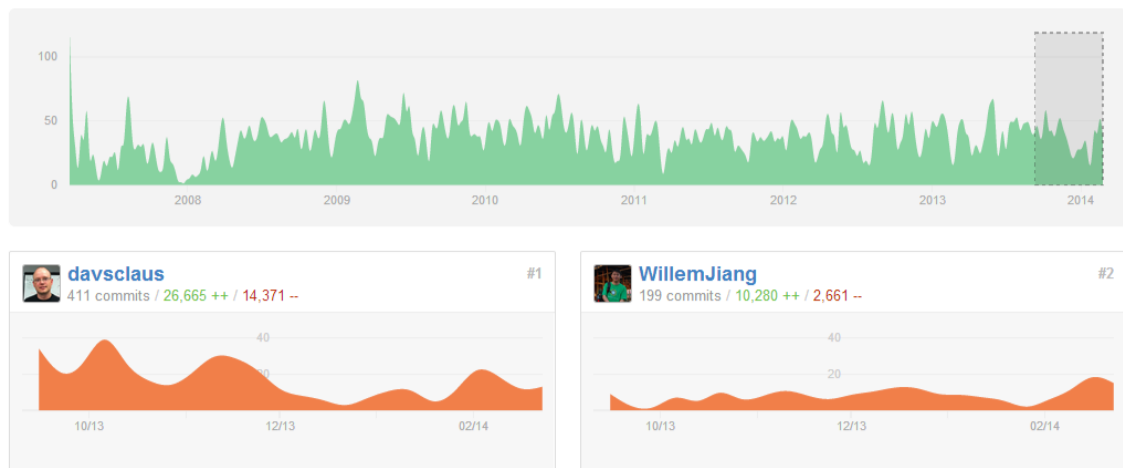 100
50
0
2008 2009 2010 2011 2012 2013 2014
davsclaus #1
411 commits / 26,665 ++ / 14,371 --
40
20
10/13 12/13 02/14
WillemJiang #2
199 commits / 10,280 ++ / 2,661 --
40
20
10/13 12/13 02/14